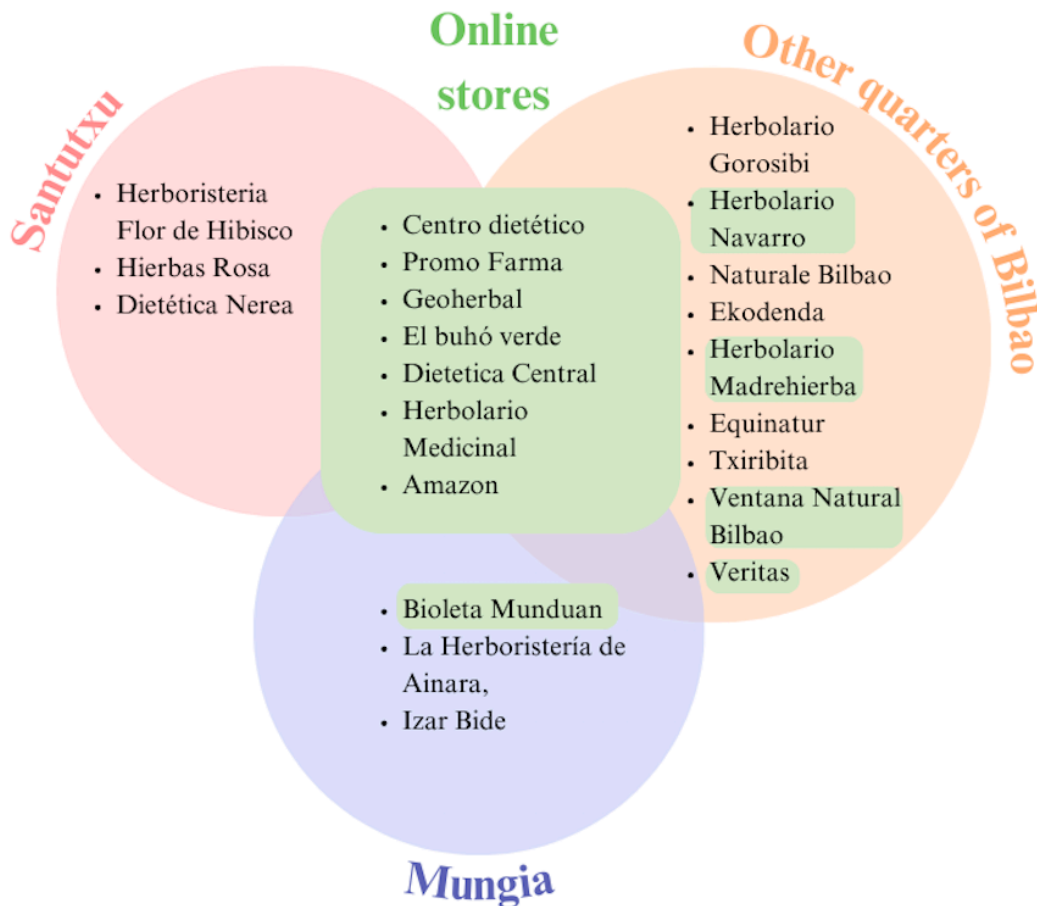 Online
stores
Santutxu
Other quarters of Bilbao
• Herboristeria
Flor de Hibisco
• Hierbas Rosa
• Dietética Nerea
• Centro dietético
• Promo Farma
• Geoherbal
• El buhó verde
• Dietetica Central
• Herbolario
Medicinal
• Amazon
• Herbolario
Gorosibi
• Herbolario
Navarro
• Naturale Bilbao
• Ekodenda
• Herbolario
Madrehierba
• Equinatur
• Txiribita
• Ventana Natural
Bilbao
• Veritas
• Bioleta Munduan
• La Herboristería de
Ainara,
• Izar Bide
Mungia